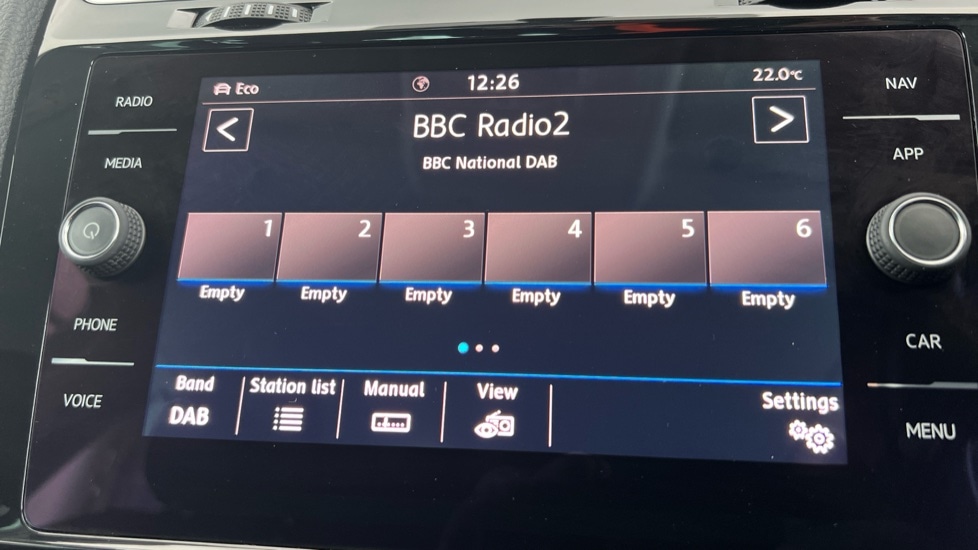 RADIO
MEDIA
PHONE
VOICE
Eco 12:26 22.0°C
< BBC Radio2 >
BBC National DAB
1 2 3 4 5 6
Empty Empty Empty Empty Empty Empty
Band Station list Manual View Settings
DAB
NAV
APP
CAR
MENU